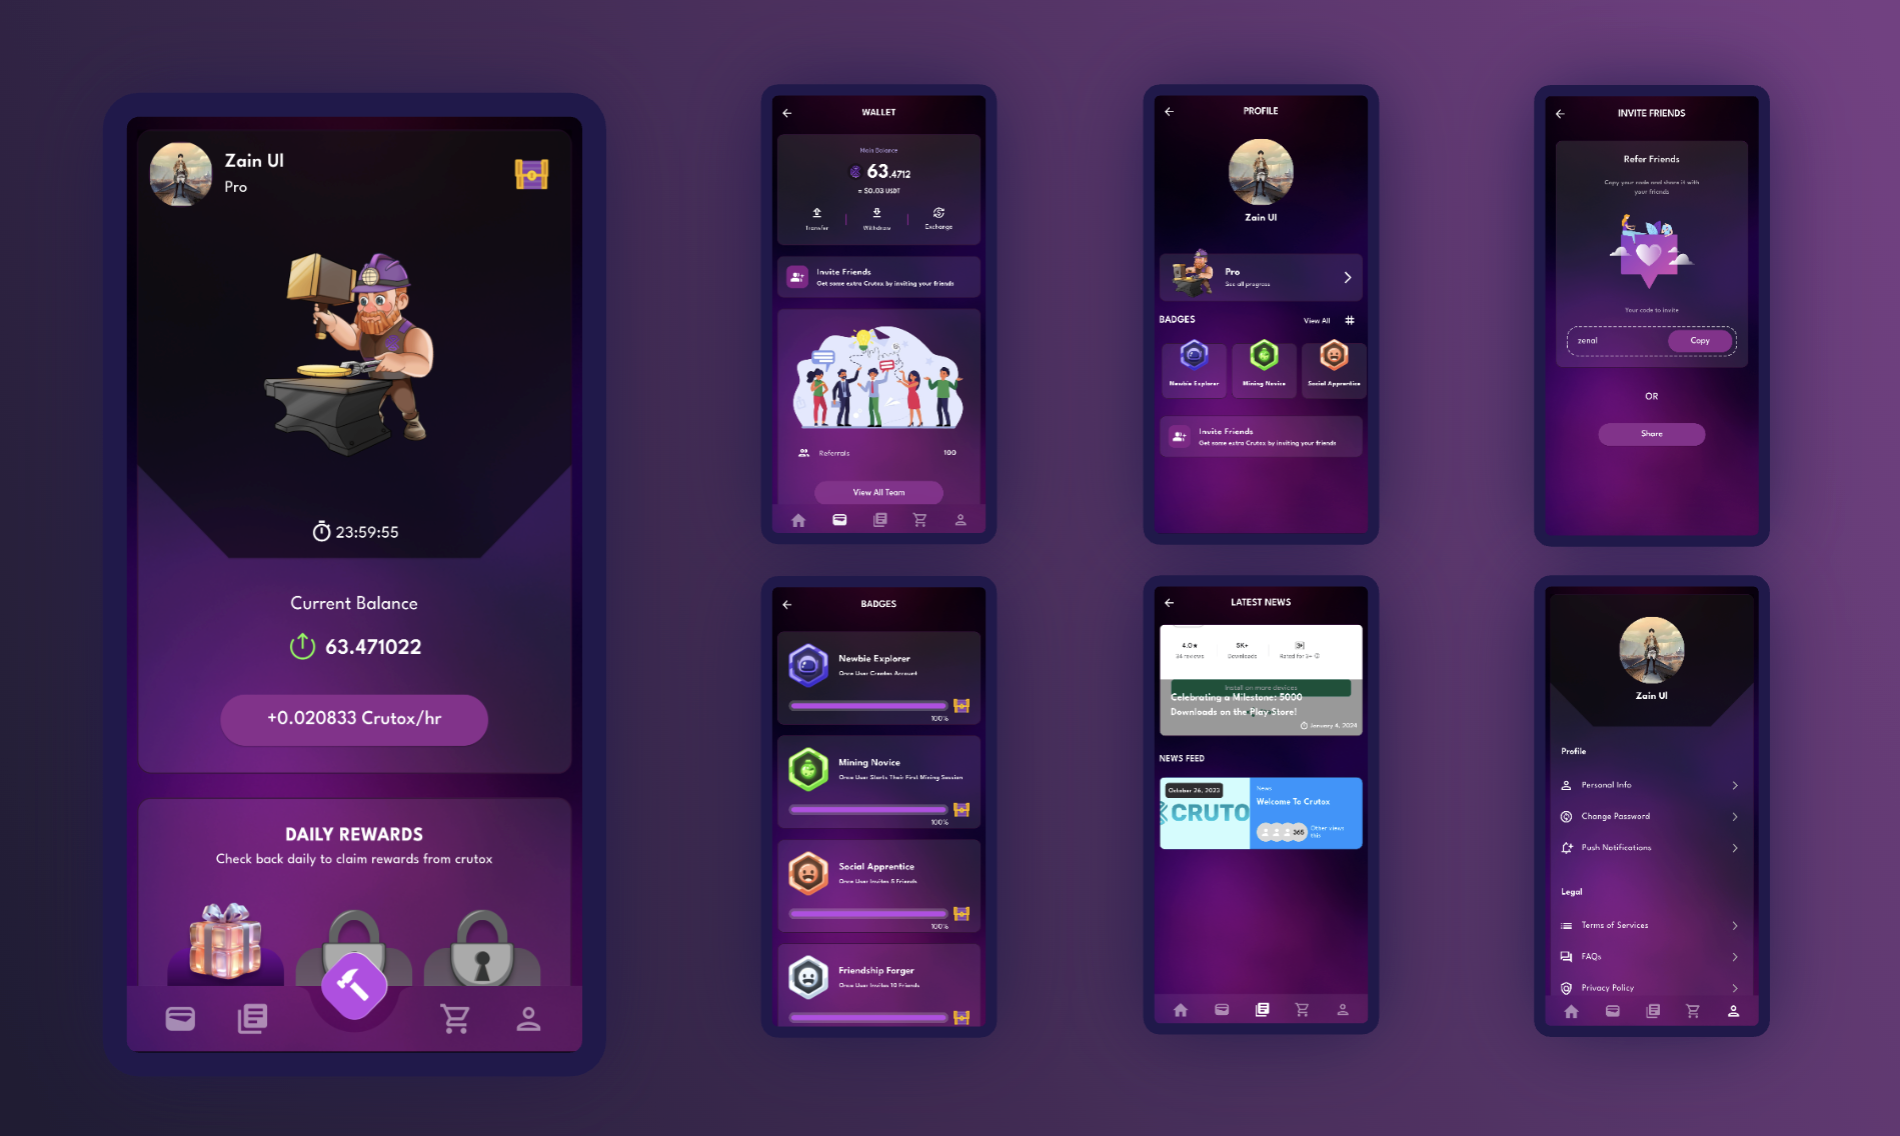 Zain UI
Pro
23:59:55
Current Balance
63.471022
+0.020833 Crutox/hr
DAILY REWARDS
Check back daily to claim rewards from crutox
WALLET
Main Balance
63.4712
= $0.03 USDT
Transfer
Withdraw
Exchange
Invite Friends
Get some extra Crutox by inviting your friends
Referrals
100
View All Team
PROFILE
Zain UI
Pro
See all progress
BADGES
View All
Newbie Explorer
Mining Novice
Social Apprentice
Invite Friends
Get some extra Crutox by inviting your friends
INVITE FRIENDS
Refer Friends
Copy your code and share it with
your friends
Your code to invite
zenal
Copy
OR
Share
BADGES
Newbie Explorer
Once User Creates Account
100%
Mining Novice
Once User Starts Their First Mining Session
100%
Social Apprentice
Once User Invites 5 Friends
100%
Friendship Forger
Once User Invites 10 Friends
LATEST NEWS
4.0★
5K+
3+
36 reviews
Downloads
Rated for 3+
Install on more devices
Celebrating a Milestone: 5000
Downloads on the Play Store!
January 4, 2024
NEWS FEED
October 26, 2023
CRUTO
News
Welcome To Crutox
365
Other views
Zain UI
Profile
Personal Info
Change Password
Push Notifications
Legal
Terms of Services
FAQs
Privacy Policy